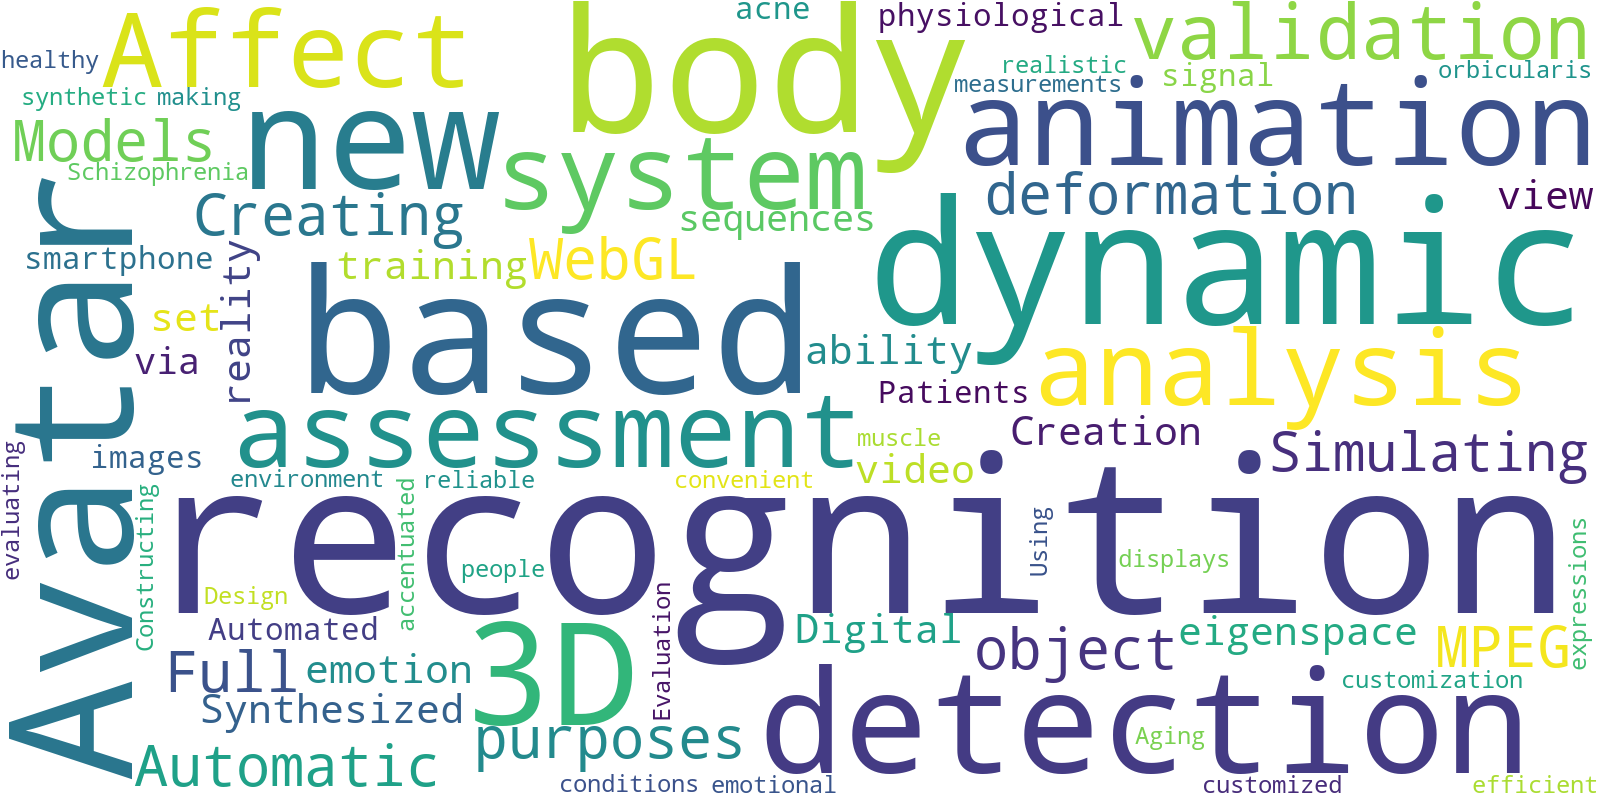 acne
physiological
validation
Affect
body
healthy
realistic
signal
orbicularis
measurements
synthetic
making
new
animation
Models
system
Schizophrenia
deformation
view
Creating
sequences
dynamic
smartphone
training
WebGL
reality
set
via
based
ability
analysis
Avatar
Patients
assessment
Creation
muscle
Simulating
video
images
environment
reliable
convenient
evaluating
Constructing
accentuated
recognition
Using
displays
expressions
people
Design
Evaluation
Automated
3D
Digital
object
eigenspace
MPEG
Full
emotion
detection
customization
Synthesized
purposes
Aging
Automatic
conditions
emotional
customized
efficient